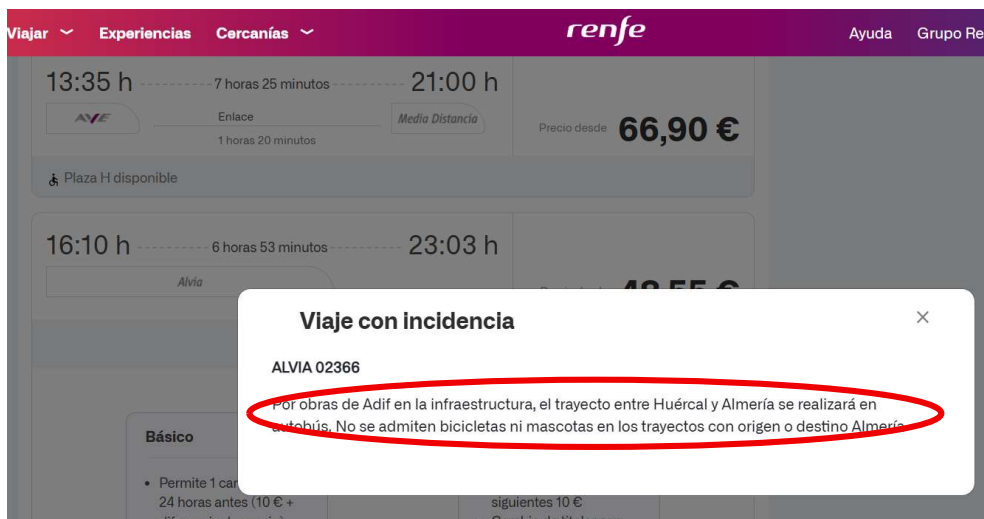 Viajar Experiencias Cercanías renfe Ayuda Grupo Re
13:35 h 7 horas 25 minutos 21:00 h
AVE Enlace Media Distancia
1 horas 20 minutos
Precio desde 66,90 €
Plaza H disponible
16:10 h 6 horas 53 minutos 23:03 h
Alvia
48,55 €
Viaje con incidencia
ALVIA 02366
Por obras de Adif en la infraestructura, el trayecto entre Huércal y Almería se realizará en
autobús. No se admiten bicicletas ni mascotas en los trayectos con origen o destino Almería
Básico
• Permite 1 car
24 horas antes (10 € +
siguientes 10 €